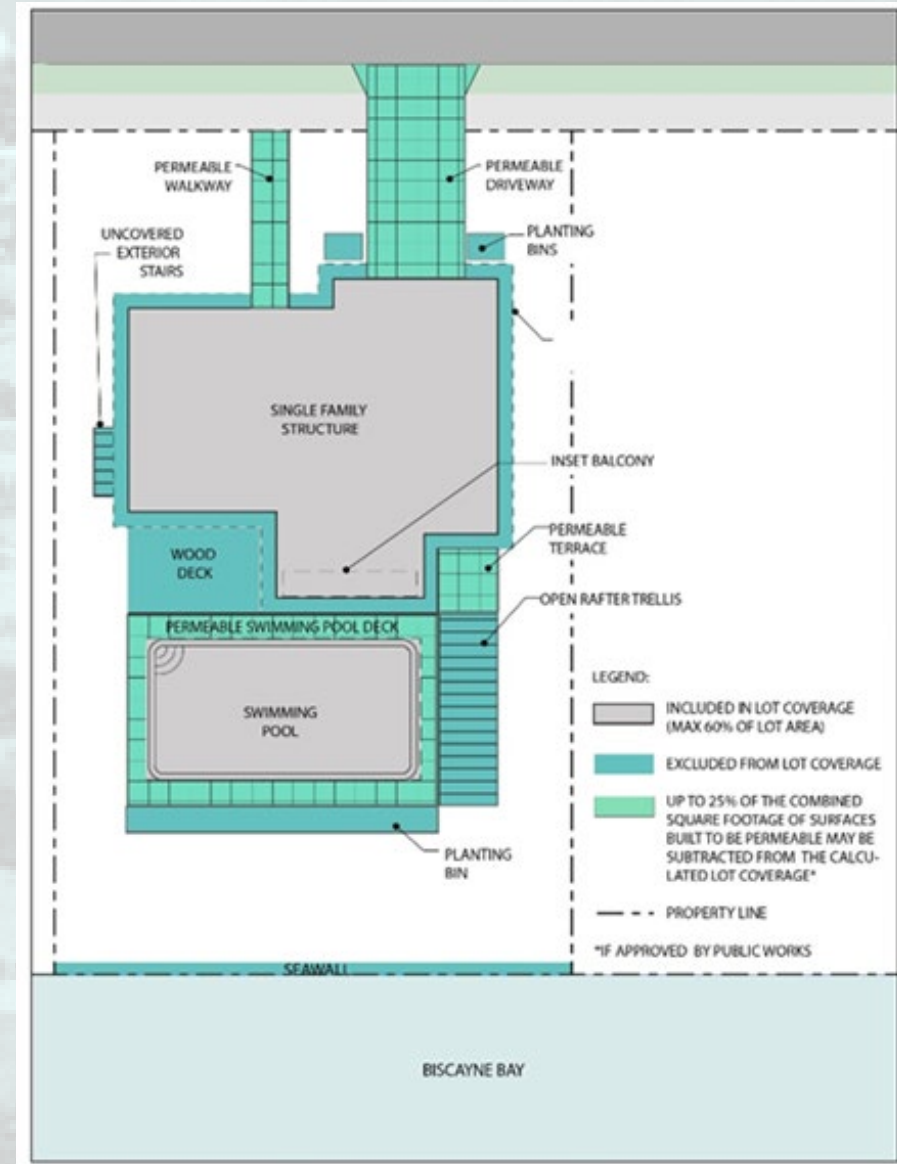 PERMEABLE
WALKWAY
PERMEABLE
DRIVEWAY
UNCOVERED
EXTERIOR
STAIRS
PLANTING
BINS
SINGLE FAMILY
STRUCTURE
INSET BALCONY
PERMEABLE
TERRACE
WOOD
DECK
OPEN RAFTER TRELLIS
PERMEABLE SWIMMING POOL DECK
SWIMMING
POOL
LEGEND:
INCLUDED IN LOT COVERAGE
(MAX 60% OF LOT AREA)
EXCLUDED FROM LOT COVERAGE
UP TO 25% OF THE COMBINED
SQUARE FOOTAGE OF SURFACES
BUILT TO BE PERMEABLE MAY BE
SUBTRACTED FROM THE CALCU-
LATED LOT COVERAGE*
PROPERTY LINE
*IF APPROVED BY PUBLIC WORKS
PLANTING
BIN
SEAWALL
BISCAYNE BAY